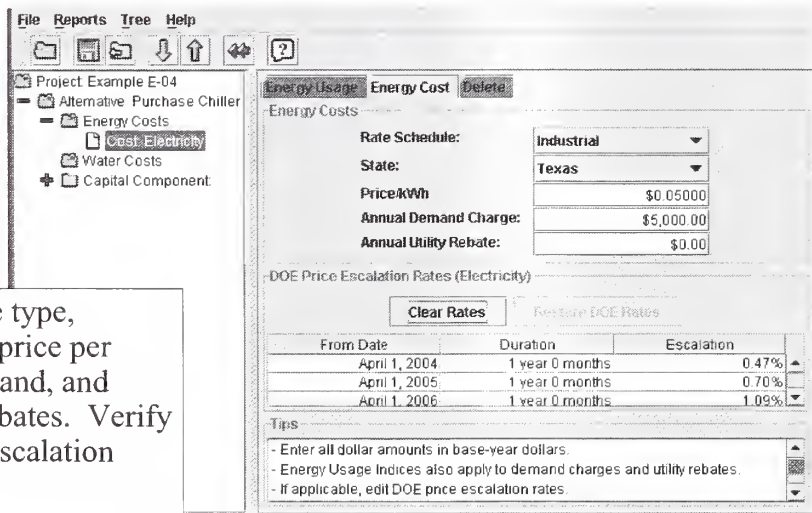 File Reports Tree Help
Project: Example E-04
Alternative: Purchase Chiller
Energy Costs
Cost: Electricity
Water Costs
Capital Component:
Energy Usage Energy Cost Delete
Energy Costs
Rate Schedule: Industrial
State: Texas
Price/kWh $0.05000
Annual Demand Charge: $5,000.00
Annual Utility Rebate: $0.00
DOE Price Escalation Rates (Electricity)
Clear Rates Restore DOE Rates
From Date Duration Escalation
April 1, 2004 1 year 0 months 0.47%
April 1, 2005 1 year 0 months 0.70%
April 1, 2006 1 year 0 months 1.09%
Tips
- Enter all dollar amounts in base-year dollars.
- Energy Usage Indices also apply to demand charges and utility rebates.
- If applicable, edit DOE price escalation rates.
type,
price per
and, and
bates. Verify
scalation